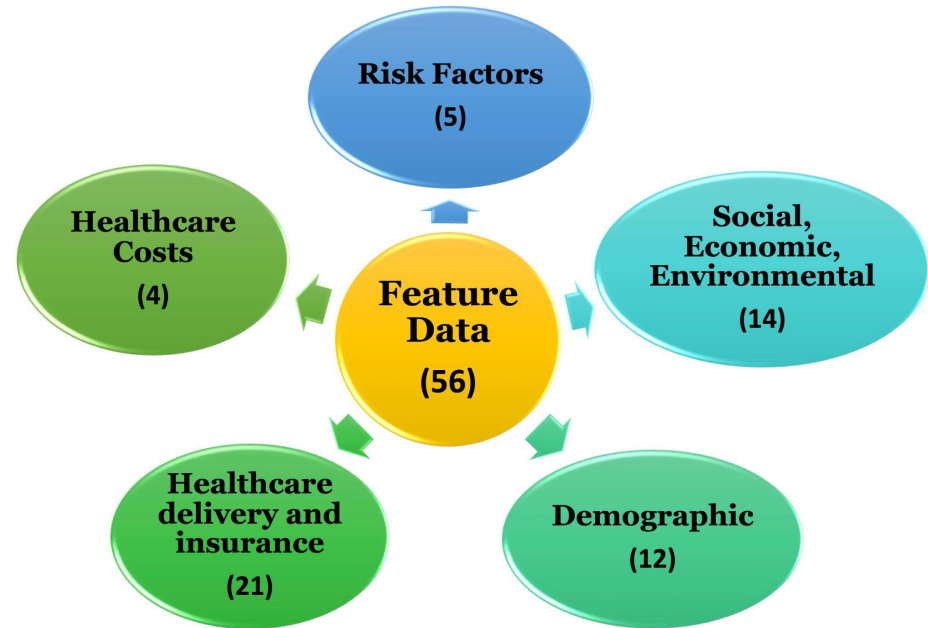 Risk Factors
(5)
Healthcare
Costs
(4)
Social,
Economic,
Environmental
(14)
Feature
Data
(56)
Healthcare
delivery and
insurance
(21)
Demographic
(12)